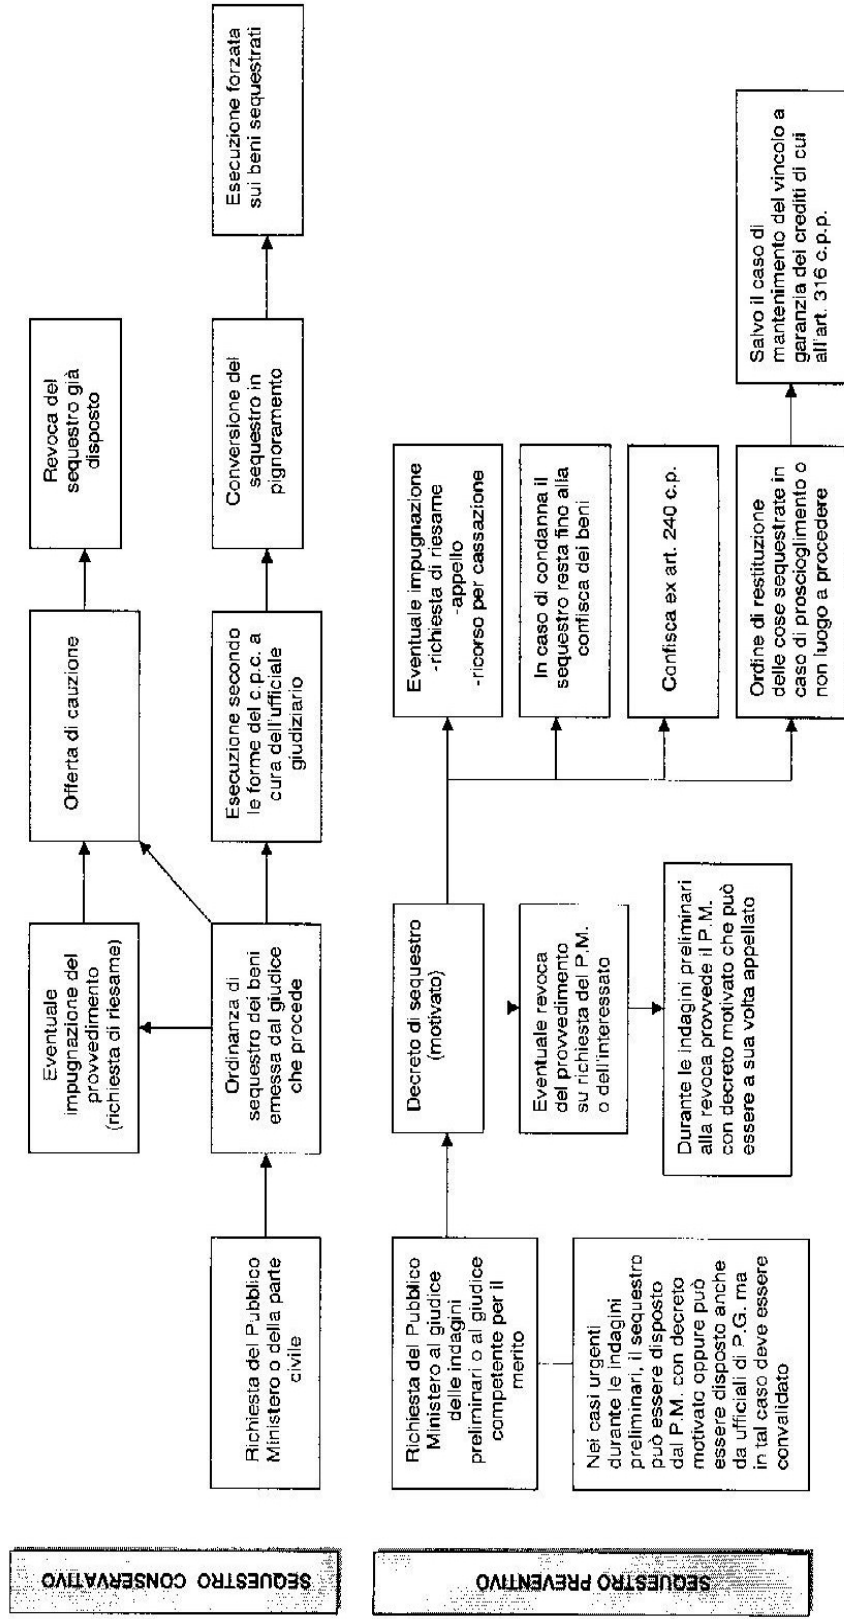 SEQUESTRO CONSERVATIVO
Richiesta del Pubblico
Ministero o della parte
civile
Eventuale
impugnazione del
provvedimento
(richiesta di riesame)
Ordinanza di
sequestro dei beni
emessa dal giudice
che procede
Offerta di cauzione
Esecuzione secondo
le forme del c.p.c. a
cura dell'ufficiale
giudiziario
Revoca del
sequestro già
disposto
Conversione del
sequestro in
pignoramento
Esecuzione forzata
sui beni sequestrati
SEQUESTRO PREVENTIVO
Richiesta del Pubblico
Ministero al giudice
delle indagini
preliminari o al giudice
competente per il
merito
Nei casi urgenti
durante le indagini
preliminari, il sequestro
può essere disposto
dal P.M. con decreto
motivato oppure può
essere disposto anche
da ufficiali di P.G. ma
in tal caso deve essere
convalidato
Decreto di sequestro
(motivato)
Eventuale revoca
del provvedimento
su richiesta del P.M.
o dell'interessato
Durante le indagini preliminari
alla revoca provvede il P.M.
con decreto motivato che può
essere a sua volta appellato
Eventuale impugnazione
-richiesta di riesame
-appello
-ricorso per cassazione
In caso di condanna il
sequestro resta fino alla
confisca dei beni
Confisca ex art. 240 c.p.
Ordine di restituzione
delle cose sequestrate in
caso di proscioglimento o
non luogo a procedere
Salvo il caso di
mantenimento del vincolo a
garanzia dei crediti di cui
all'art. 316 c.p.p.